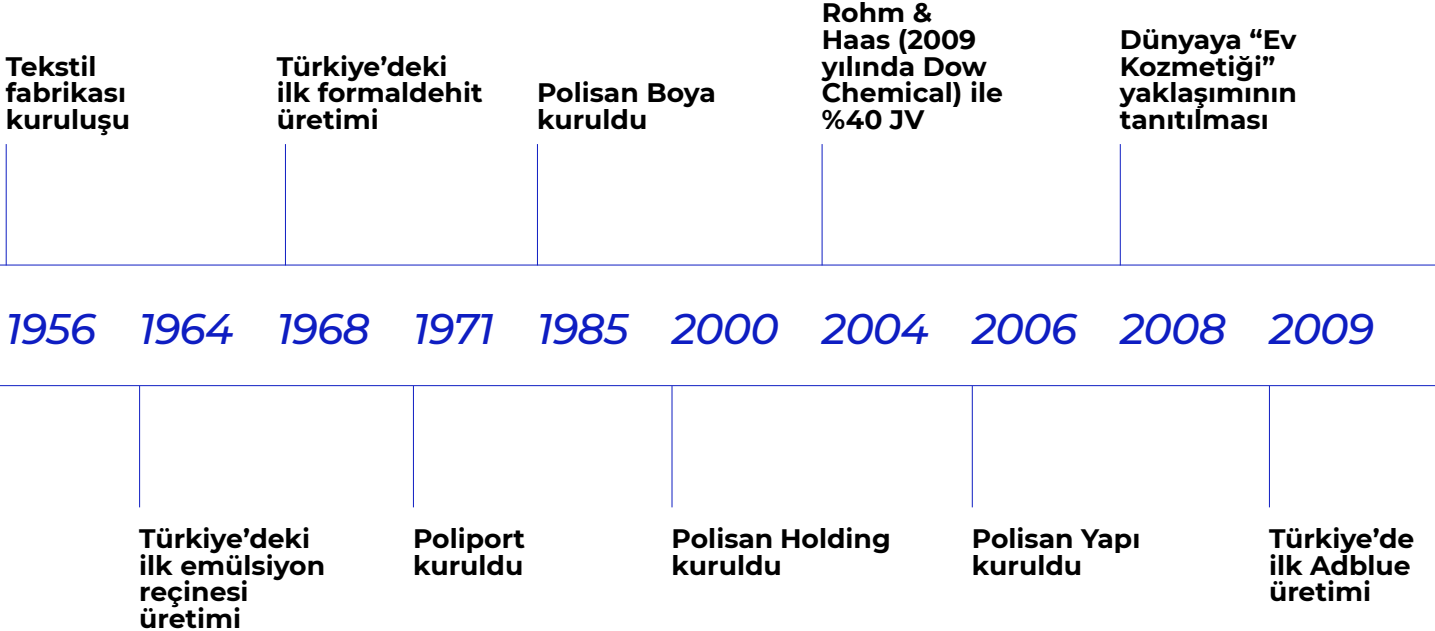 Tekstil
fabrikası
kuruluşu
Türkiye’deki
ilk formaldehit
üretimi
Polisan Boya
kuruldu
Rohm &
Haas (2009
yılında Dow
Chemical) ile
%40 JV
Dünyaya “Ev
Kozmetiği”
yaklaşımının
tanıtılması
1956 1964 1968 1971 1985 2000 2004 2006 2008 2009
Türkiye’deki
ilk emülsiyon
reçinesi
üretimi
Poliport
kuruldu
Polisan Holding
kuruldu
Polisan Yapı
kuruldu
Türkiye’de
ilk Adblue
üretimi